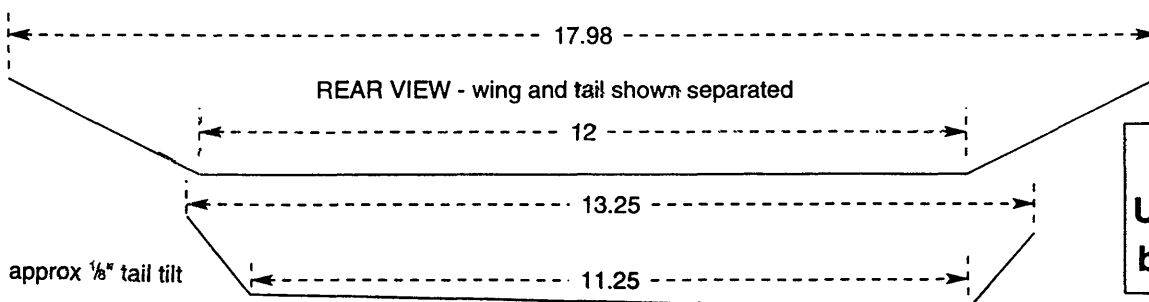 17.98
REAR VIEW - wing and tail shown separated
12
13.25
approx ⅛" tail tilt
11.25
U
b